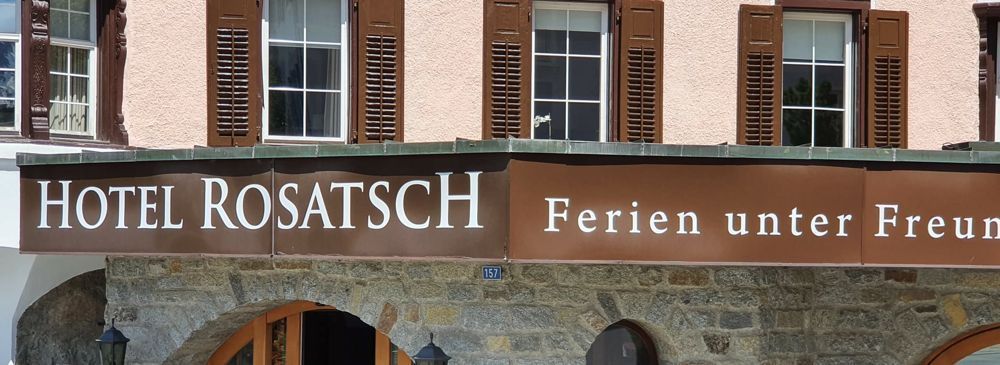 HOTEL ROSATSCH
Ferien unter Freun
157